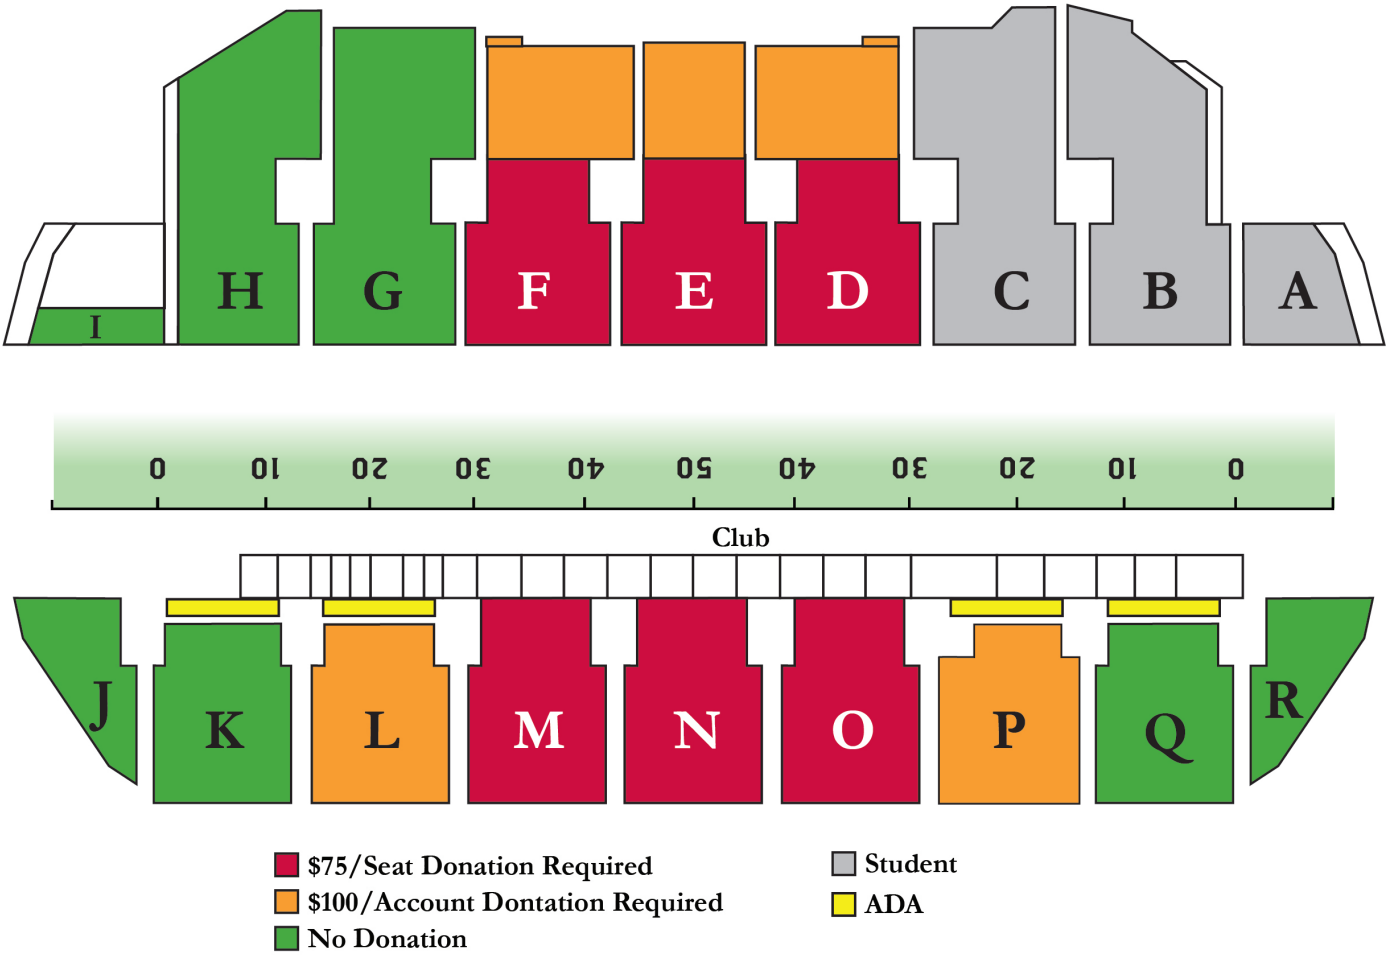 H G F E D C B A
I
0 10 20 30 40 50 40 30 20 10 0
Club
J K L M N O P Q R
$75/Seat Donation Required
$100/Account Dontation Required
No Donation
Student
ADA